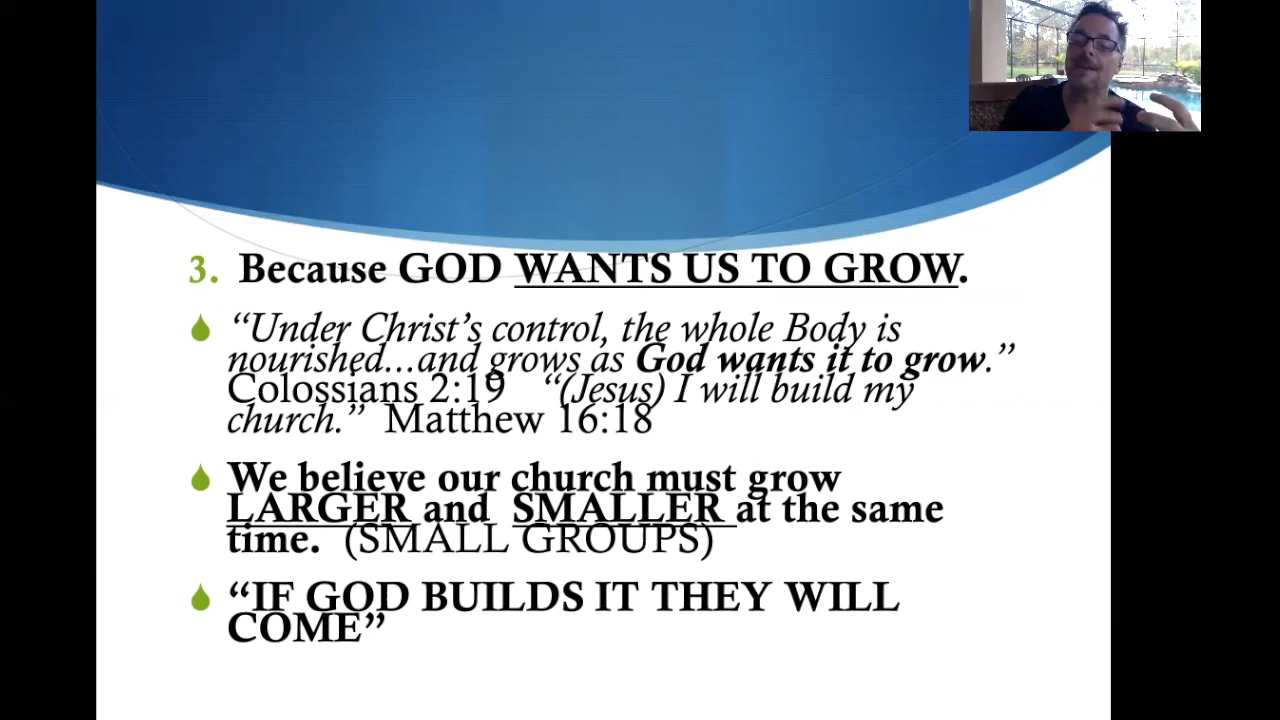 3. Because GOD WANTS US TO GROW.
“Under Christ’s control, the whole Body is
nourished…and grows as God wants it to grow.”
Colossians 2:19 “(Jesus) I will build my
church.” Matthew 16:18
We believe our church must grow
LARGER and SMALLER at the same
time. (SMALL GROUPS)
“IF GOD BUILDS IT THEY WILL
COME”